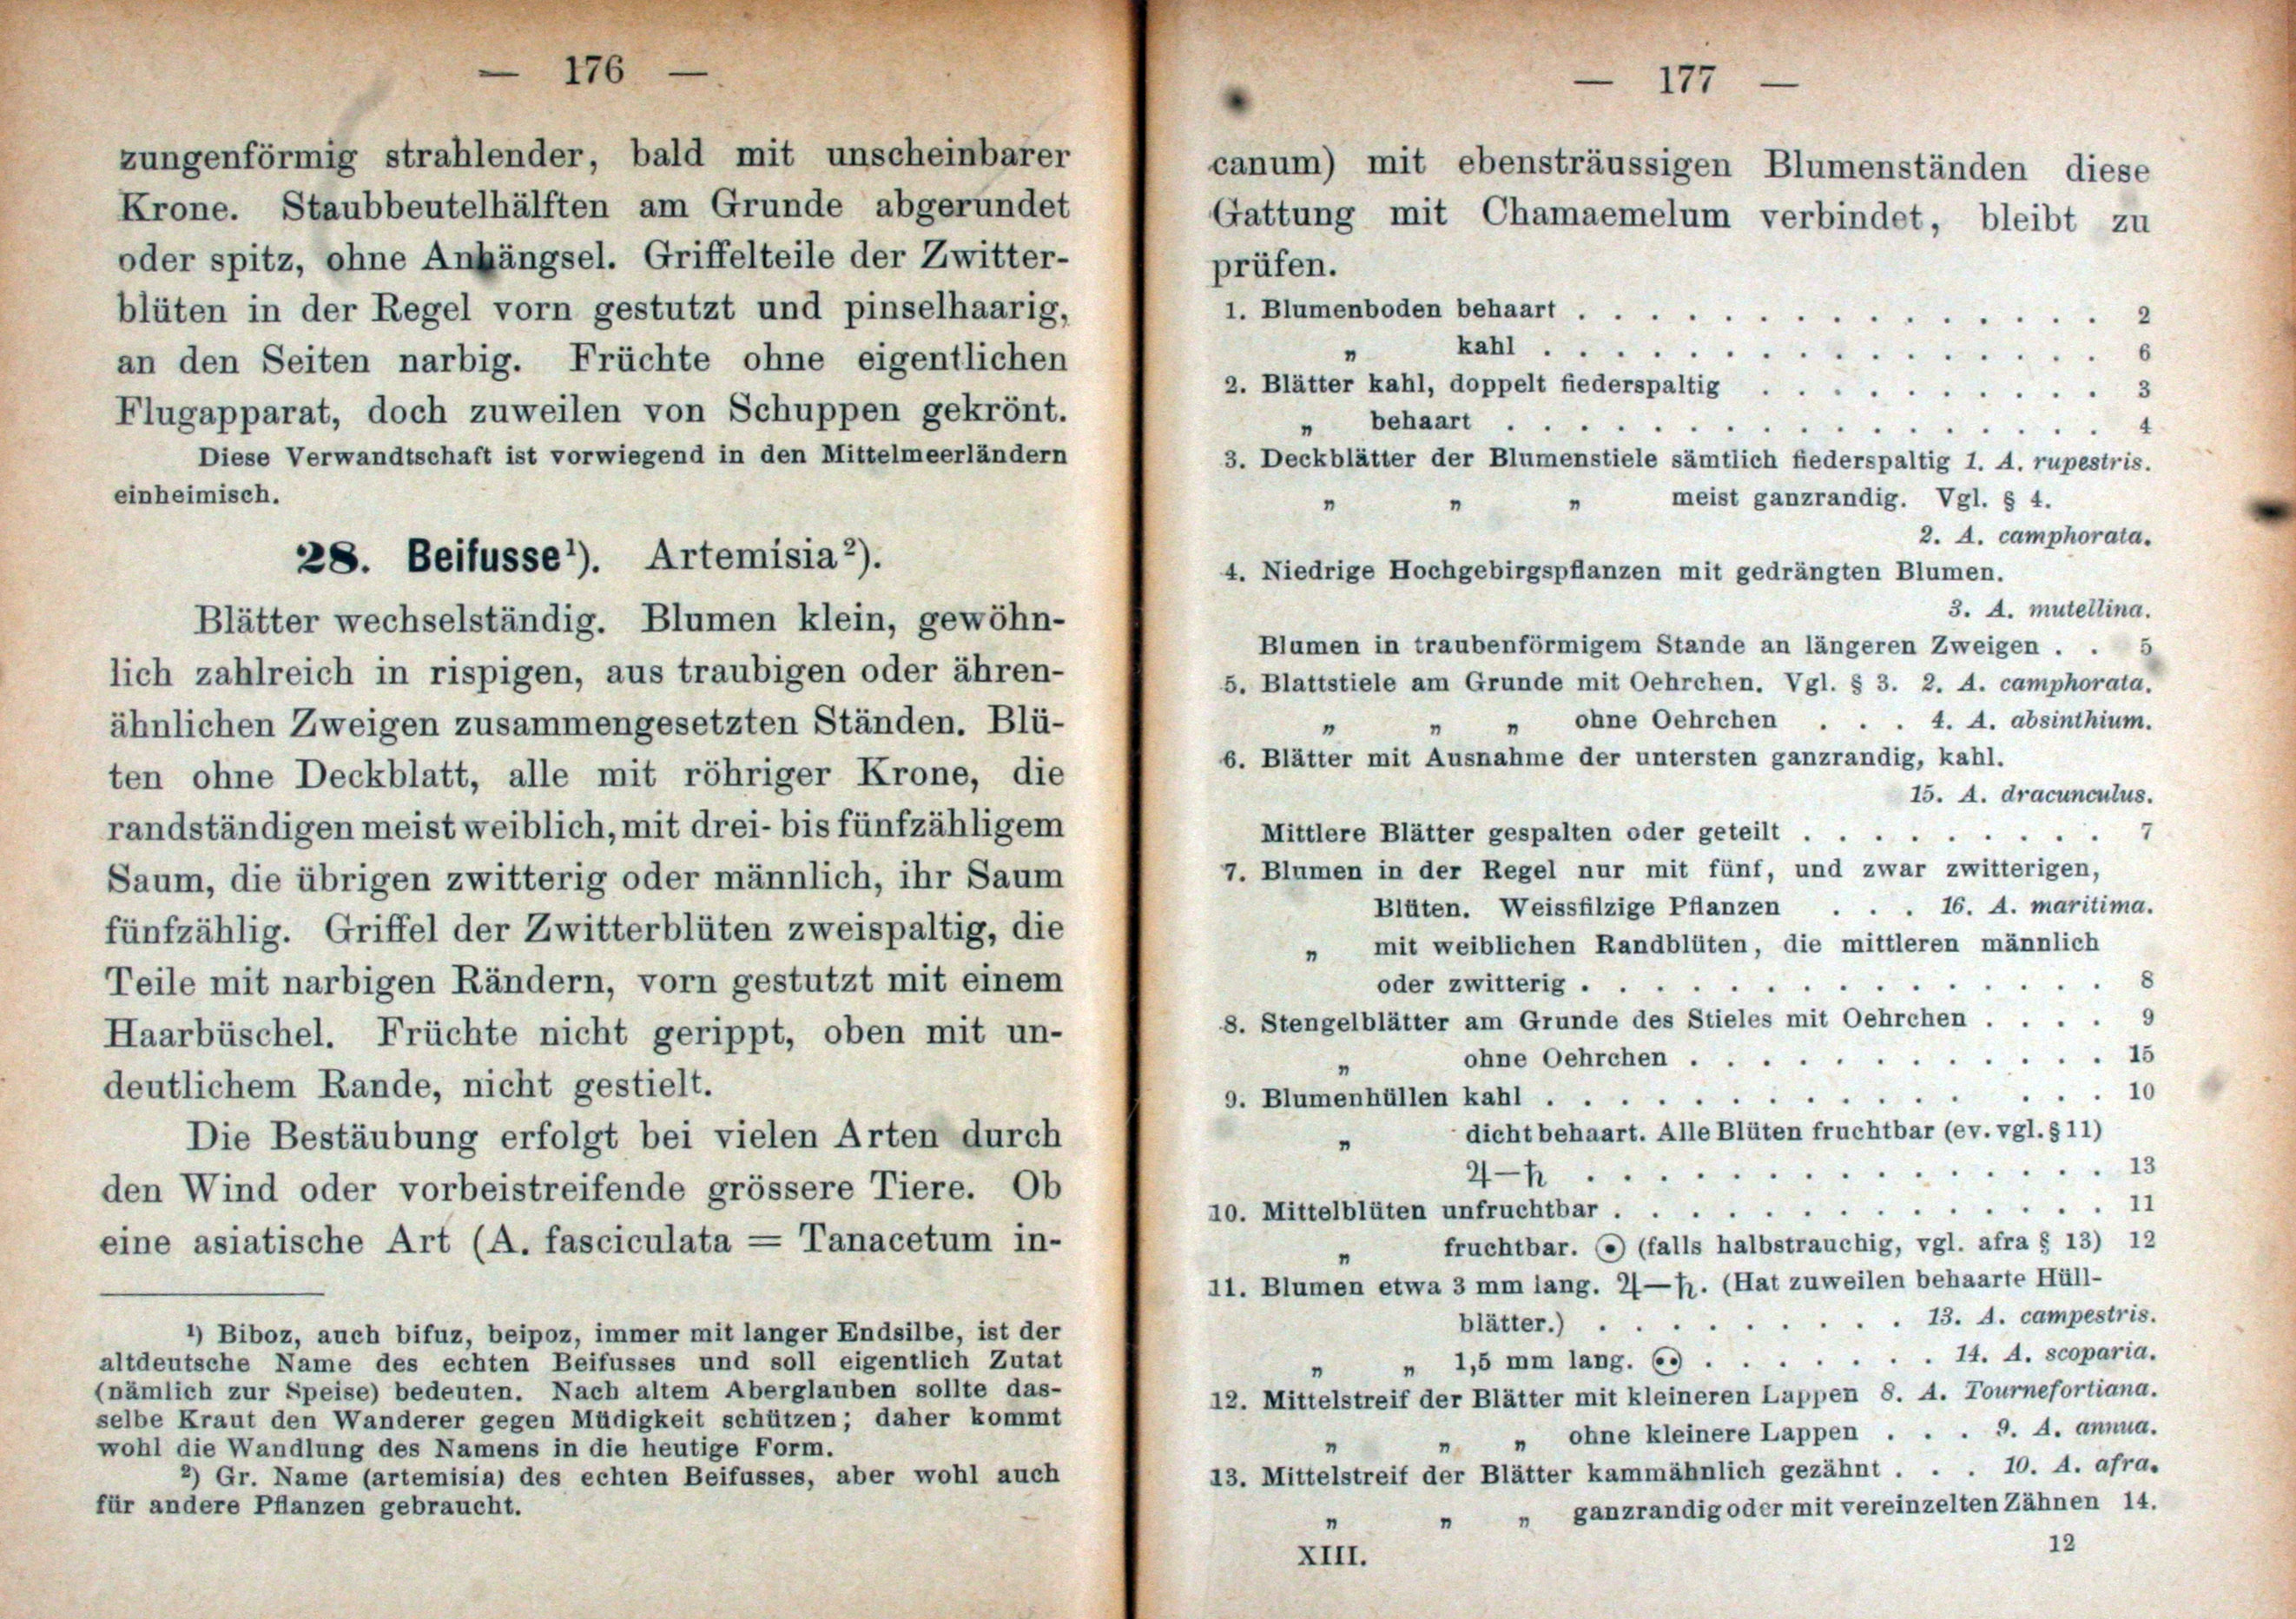 — 176 —
zungenförmig strahlender, bald mit unscheinbarer
Krone. Staubbeutelhälften am Grunde abgerundet
oder spitz, ohne Anhängsel. Griffelteile der Zwitter-
blüten in der Regel vorn gestutzt und pinselhaarig,
an den Seiten narbig. Früchte ohne eigentlichen
Flugapparat, doch zuweilen von Schuppen gekrönt.
Diese Verwandtschaft ist vorwiegend in den Mittelmeerländern
einheimisch.
28. Beifusse¹). Artemisia²).
Blätter wechselständig. Blumen klein, gewöhn-
lich zahlreich in rispigen, aus traubigen oder ähren-
ähnlichen Zweigen zusammengesetzten Ständen. Blü-
ten ohne Deckblatt, alle mit röhriger Krone, die
randständigen meist weiblich, mit drei- bis fünfzähligem
Saum, die übrigen zwitterig oder männlich, ihr Saum
fünfzählig. Griffel der Zwitterblüten zweispaltig, die
Teile mit narbigen Rändern, vorn gestutzt mit einem
Haarbüschel. Früchte nicht gerippt, oben mit un-
deutlichem Rande, nicht gestielt.
Die Bestäubung erfolgt bei vielen Arten durch
den Wind oder vorbeistreifende grössere Tiere. Ob
eine asiatische Art (A. fasciculata = Tanacetum in-
¹) Biboz, auch bifuz, beipoz, immer mit langer Endsilbe, ist der
altdeutsche Name des echten Beifusses und soll eigentlich Zutat
(nämlich zur Speise) bedeuten. Nach altem Aberglauben sollte das-
selbe Kraut den Wanderer gegen Müdigkeit schützen; daher kommt
wohl die Wandlung des Namens in die heutige Form.
²) Gr. Name (artemisia) des echten Beifusses, aber wohl auch
für andere Pflanzen gebraucht.
— 177 —
canum) mit ebensträussigen Blumenständen diese
Gattung mit Chamaemelum verbindet, bleibt zu
prüfen.
1. Blumenboden behaart . . . . . . . . . . . . . . . 2
„ kahl . . . . . . . . . . . . . . . . 6
2. Blätter kahl, doppelt fiederspaltig . . . . . . . . . . 3
„ behaart . . . . . . . . . . . . . . . . . 4
3. Deckblätter der Blumenstiele sämtlich fiederspaltig 1. A. rupestris.
„ „ „ meist ganzrandig. Vgl. § 4.
2. A. camphorata.
4. Niedrige Hochgebirgspflanzen mit gedrängten Blumen.
3. A. mutellina.
Blumen in traubenförmigem Stande an längeren Zweigen . . 5
5. Blattstiele am Grunde mit Oehrchen. Vgl. § 3. 2. A. camphorata.
„ „ „ ohne Oehrchen . . . 4. A. absinthium.
6. Blätter mit Ausnahme der untersten ganzrandig, kahl.
15. A. dracunculus.
Mittlere Blätter gespalten oder geteilt . . . . . . . . . 7
7. Blumen in der Regel nur mit fünf, und zwar zwitterigen,
Blüten. Weissfilzige Pflanzen . . . 16. A. maritima.
„ mit weiblichen Randblüten, die mittleren männlich
oder zwitterig . . . . . . . . . . . . . . . 8
8. Stengelblätter am Grunde des Stieles mit Oehrchen . . . . 9
„ ohne Oehrchen . . . . . . . . . . . . 15
9. Blumenhüllen kahl . . . . . . . . . . . . . . . 10
„ dicht behaart. Alle Blüten fruchtbar (ev. vgl. § 11)
♃—♄ . . . . . . . . . . . . . . . 13
10. Mittelblüten unfruchtbar . . . . . . . . . . . . . . 11
„ fruchtbar. ⊙ (falls halbstrauchig, vgl. afra § 13) 12
11. Blumen etwa 3 mm lang. ♃—♄. (Hat zuweilen behaarte Hüll-
blätter.) . . . . . . . . . 13. A. campestris.
„ „ 1,5 mm lang. ⊙⊙ . . . . . . . 14. A. scoparia.
12. Mittelstreif der Blätter mit kleineren Lappen 8. A. Tournefortiana.
„ „ „ ohne kleinere Lappen . . . 9. A. annua.
13. Mittelstreif der Blätter kammähnlich gezähnt . . . 10. A. afra.
„ „ „ ganzrandig oder mit vereinzelten Zähnen 14.
XIII. 12